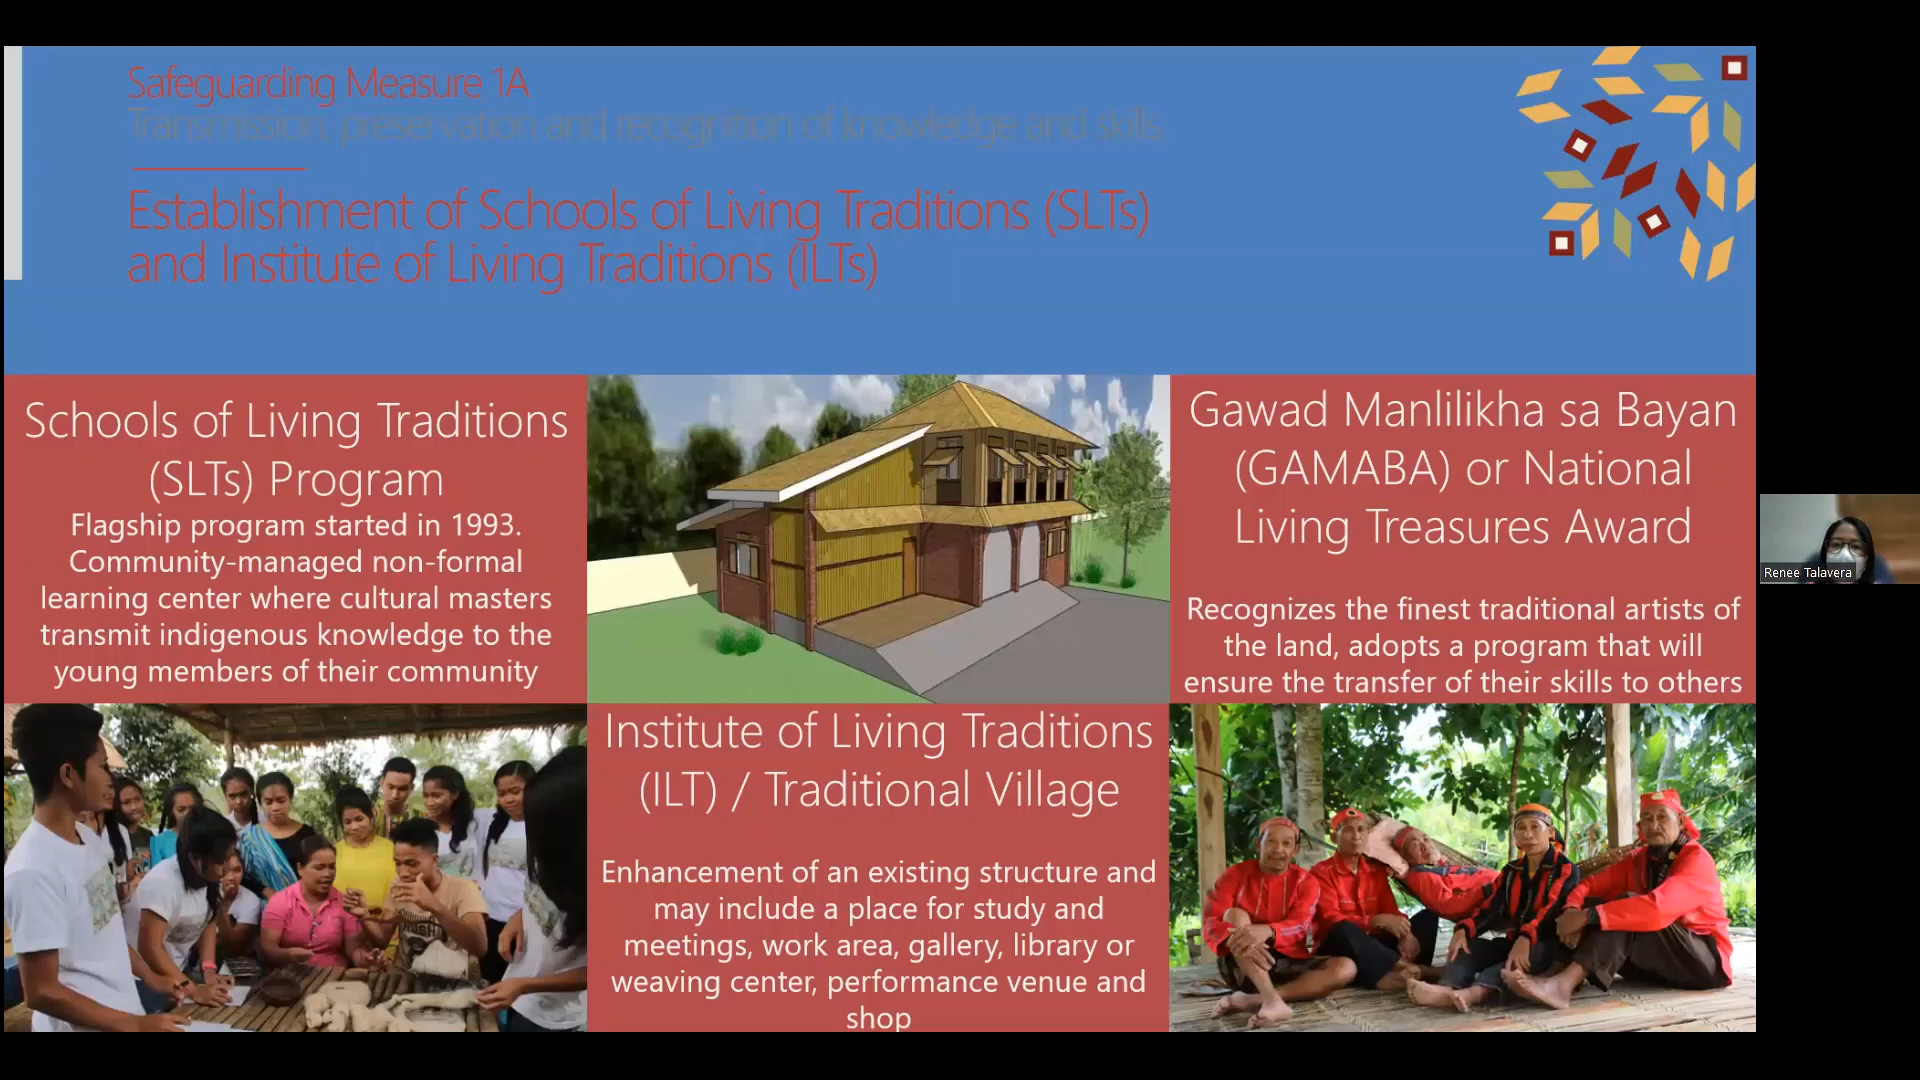 Safeguarding Measure 1A
Transmission, preservation and recognition of knowledge and skills
Establishment of Schools of Living Traditions (SLTs)
and Institute of Living Traditions (ILTs)
Schools of Living Traditions
(SLTs) Program
Flagship program started in 1993.
Community-managed non-formal
learning center where cultural masters
transmit indigenous knowledge to the
young members of their community
Gawad Manlilikha sa Bayan
(GAMABA) or National
Living Treasures Award
Recognizes the finest traditional artists of
the land, adopts a program that will
ensure the transfer of their skills to others
Institute of Living Traditions
(ILT) / Traditional Village
Enhancement of an existing structure and
may include a place for study and
meetings, work area, gallery, library or
weaving center, performance venue and
shop
Renee Talavera